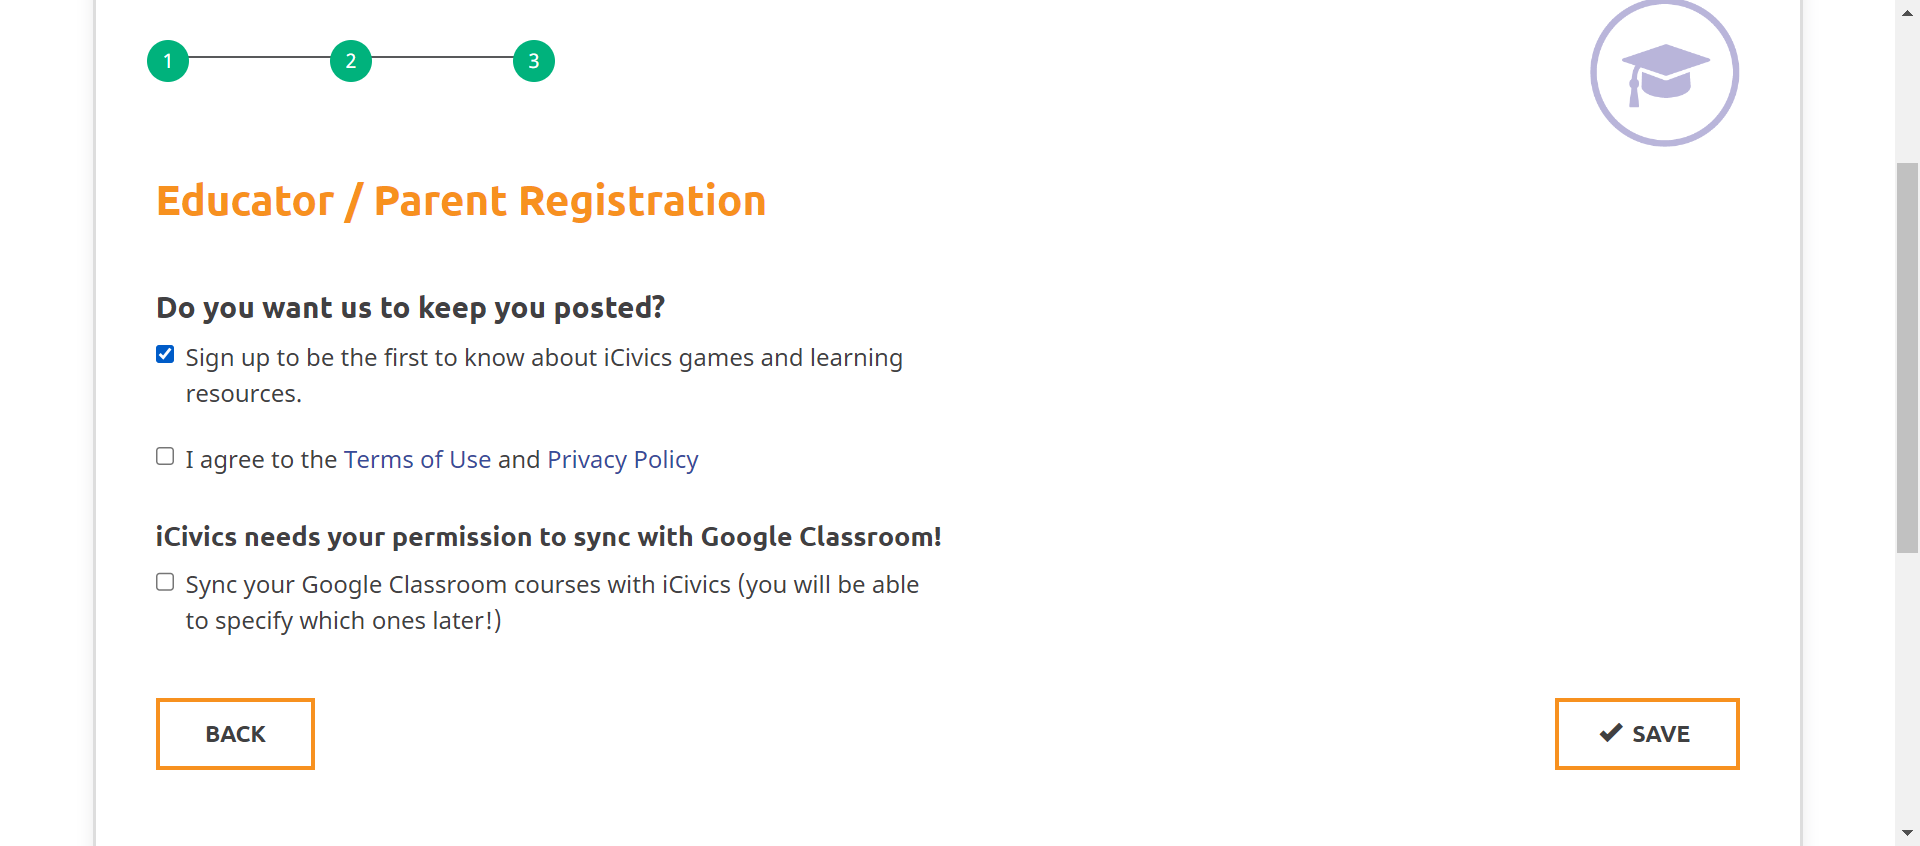 1 2 3
Educator / Parent Registration
Do you want us to keep you posted?
Sign up to be the first to know about iCivics games and learning
resources.
I agree to the Terms of Use and Privacy Policy
iCivics needs your permission to sync with Google Classroom!
Sync your Google Classroom courses with iCivics (you will be able
to specify which ones later!)
BACK
SAVE